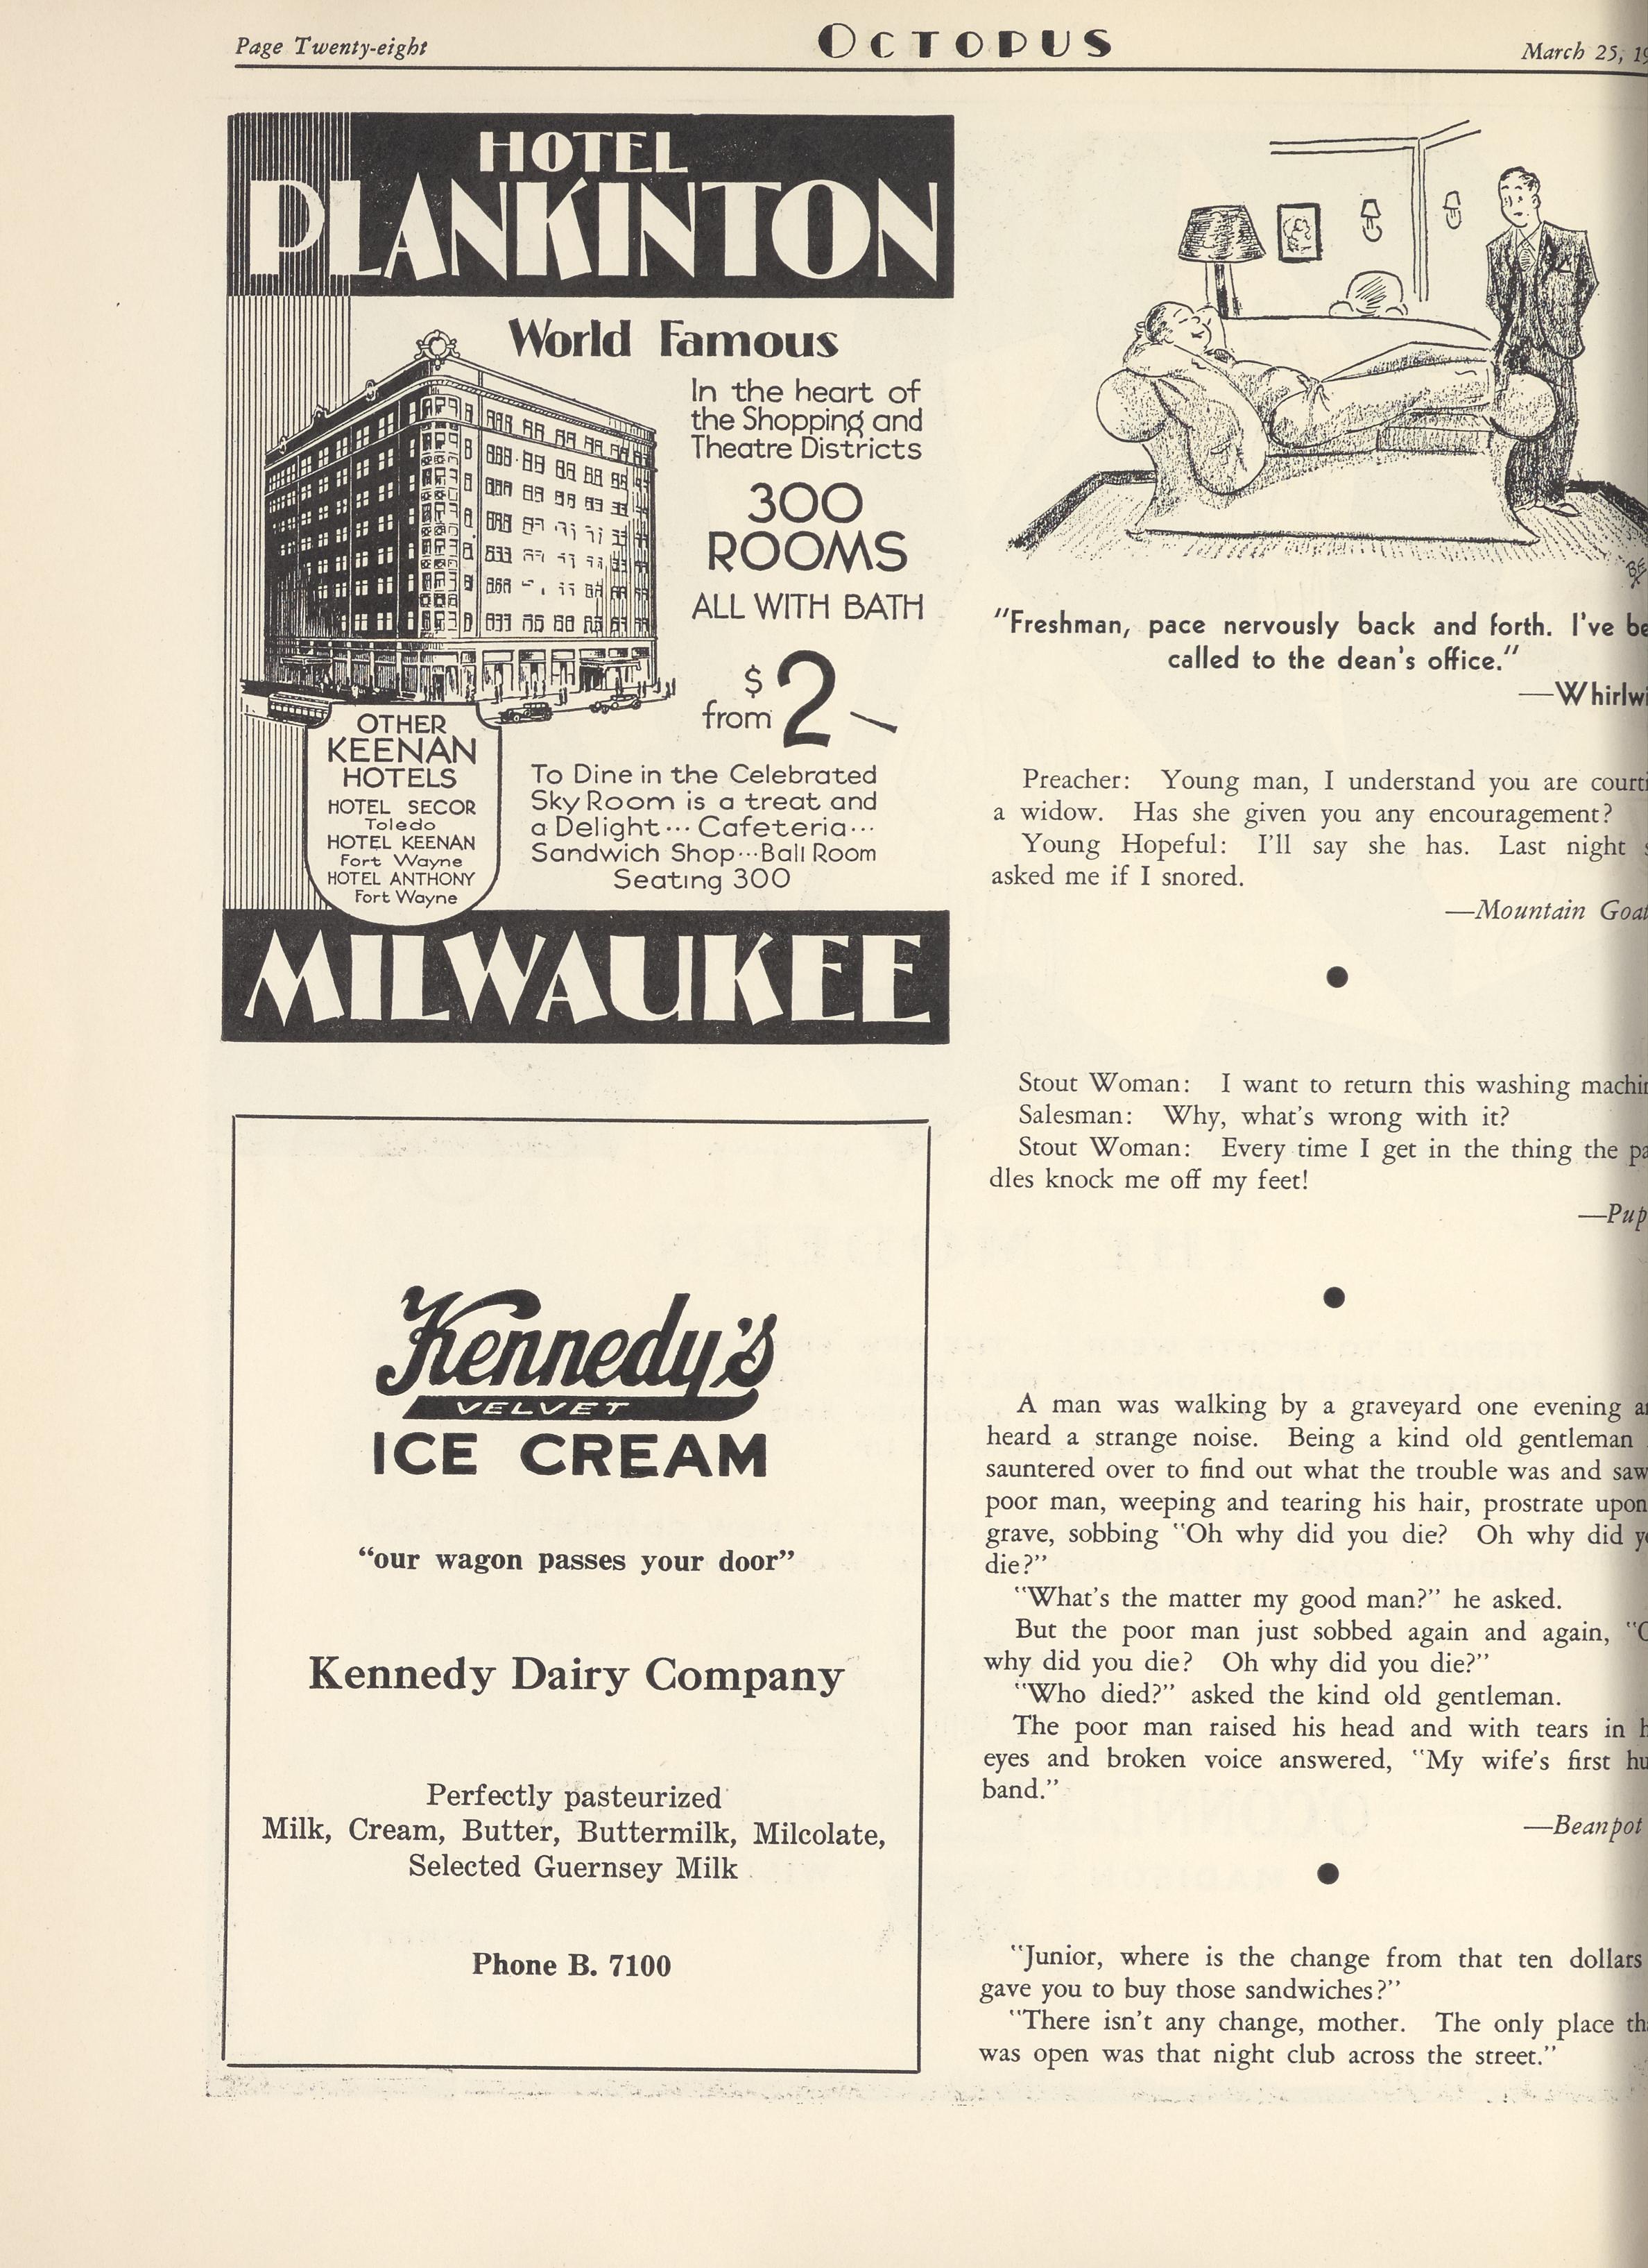 Page Twenty-eight
OCTOPUS
March 25,
HOTEL
PLANKINTON
World Famous
In the heart of
the Shopping and
Theatre Districts
300
ROOMS
ALL WITH BATH
$
from 2
OTHER
KEENAN
HOTELS
HOTEL SECOR
Toledo
HOTEL KEENAN
Fort Wayne
HOTEL ANTHONY
Fort Wayne
To Dine in the Celebrated
Sky Room is a treat and
a Delight··· Cafeteria···
Sandwich Shop···Ball Room
Seating 300
MILWAUKEE
Kennedy's
VELVET
ICE CREAM
"our wagon passes your door"
Kennedy Dairy Company
Perfectly pasteurized
Milk, Cream, Butter, Buttermilk, Milcolate,
Selected Guernsey Milk
Phone B. 7100
"Freshman, pace nervously back and forth. I've
called to the dean's office."
—Whirlwi
Preacher: Young man, I understand you are courti
a widow. Has she given you any encouragement?
Young Hopeful: I'll say she has. Last night
asked me if I snored.
—Mountain Goat
Stout Woman: I want to return this washing machin
Salesman: Why, what's wrong with it?
Stout Woman: Every time I get in the thing the pa
dles knock me off my feet!
—Pup
A man was walking by a graveyard one evening
heard a strange noise. Being a kind old gentleman
sauntered over to find out what the trouble was and saw
poor man, weeping and tearing his hair, prostrate upon
grave, sobbing "Oh why did you die? Oh why did
die?"
"What's the matter my good man?" he asked.
But the poor man just sobbed again and again,
why did you die? Oh why did you die?"
"Who died?" asked the kind old gentleman.
The poor man raised his head and with tears in
eyes and broken voice answered, "My wife's first hu
band."
—Beanpot
"Junior, where is the change from that ten dollars
gave you to buy those sandwiches?"
"There isn't any change, mother. The only place th
was open was that night club across the street."